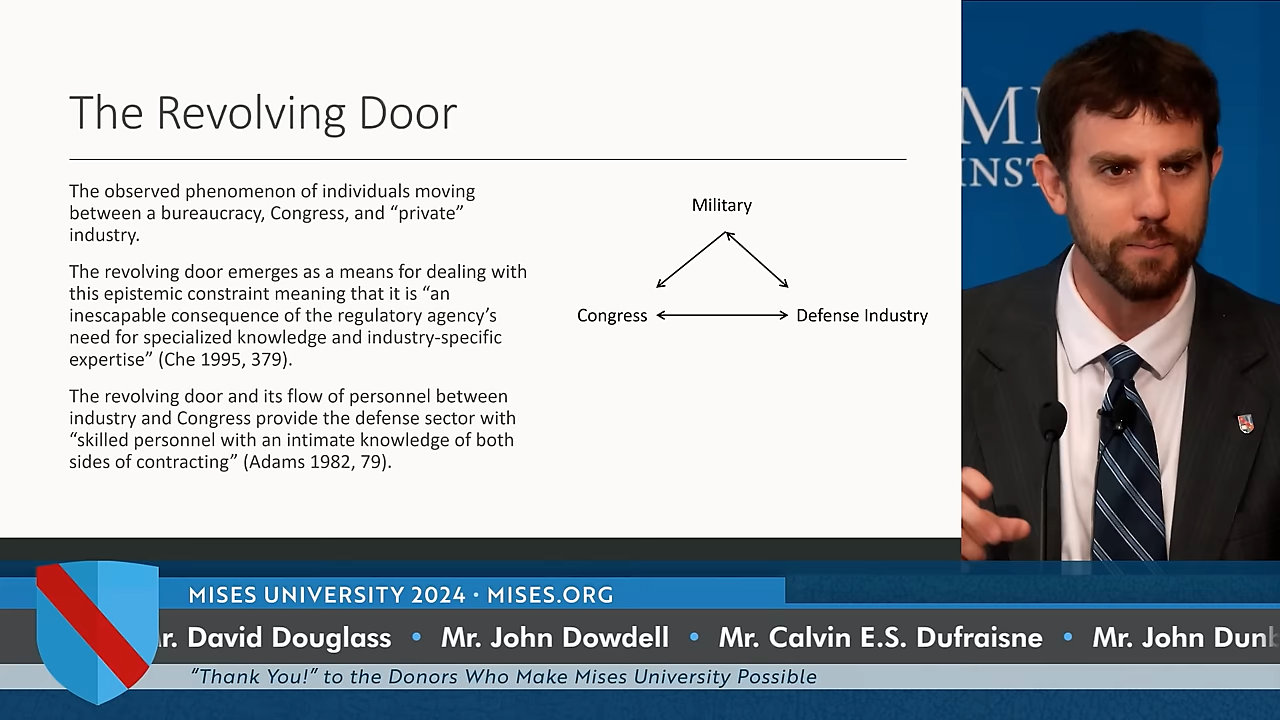 The Revolving Door
The observed phenomenon of individuals moving
between a bureaucracy, Congress, and “private”
industry.
The revolving door emerges as a means for dealing with
this epistemic constraint meaning that it is “an
inescapable consequence of the regulatory agency’s
need for specialized knowledge and industry-specific
expertise” (Che 1995, 379).
The revolving door and its flow of personnel between
industry and Congress provide the defense sector with
“skilled personnel with an intimate knowledge of both
sides of contracting” (Adams 1982, 79).
Military
Congress
Defense Industry
MISES UNIVERSITY 2024 • MISES.ORG
David Douglass • Mr. John Dowdell • Mr. Calvin E.S. Dufraisne • Mr. John
“Thank You!” to the Donors Who Make Mises University Possible